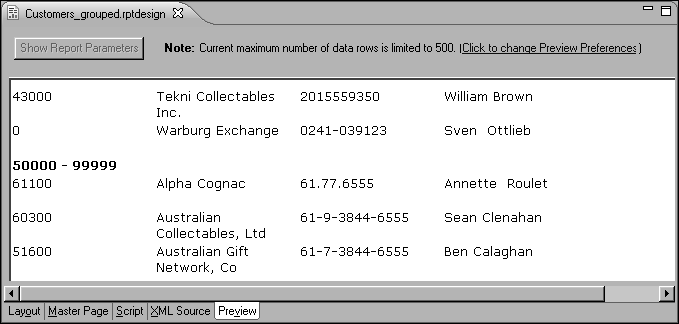 Customers_grouped.rptdesign
Show Report Parameters Note: Current maximum number of data rows is limited to 500. (Click to change Preview Preferences )
43000 Tekni Collectables 2015559350 William Brown
Inc.
0 Warburg Exchange 0241-039123 Sven Ottlieb
50000 - 99999
61100 Alpha Cognac 61.77.6555 Annette Roulet
60300 Australian 61-9-3844-6555 Sean Clenahan
Collectables, Ltd
51600 Australian Gift 61-7-3844-6555 Ben Calaghan
Network, Co
Layout Master Page Script XML Source Preview